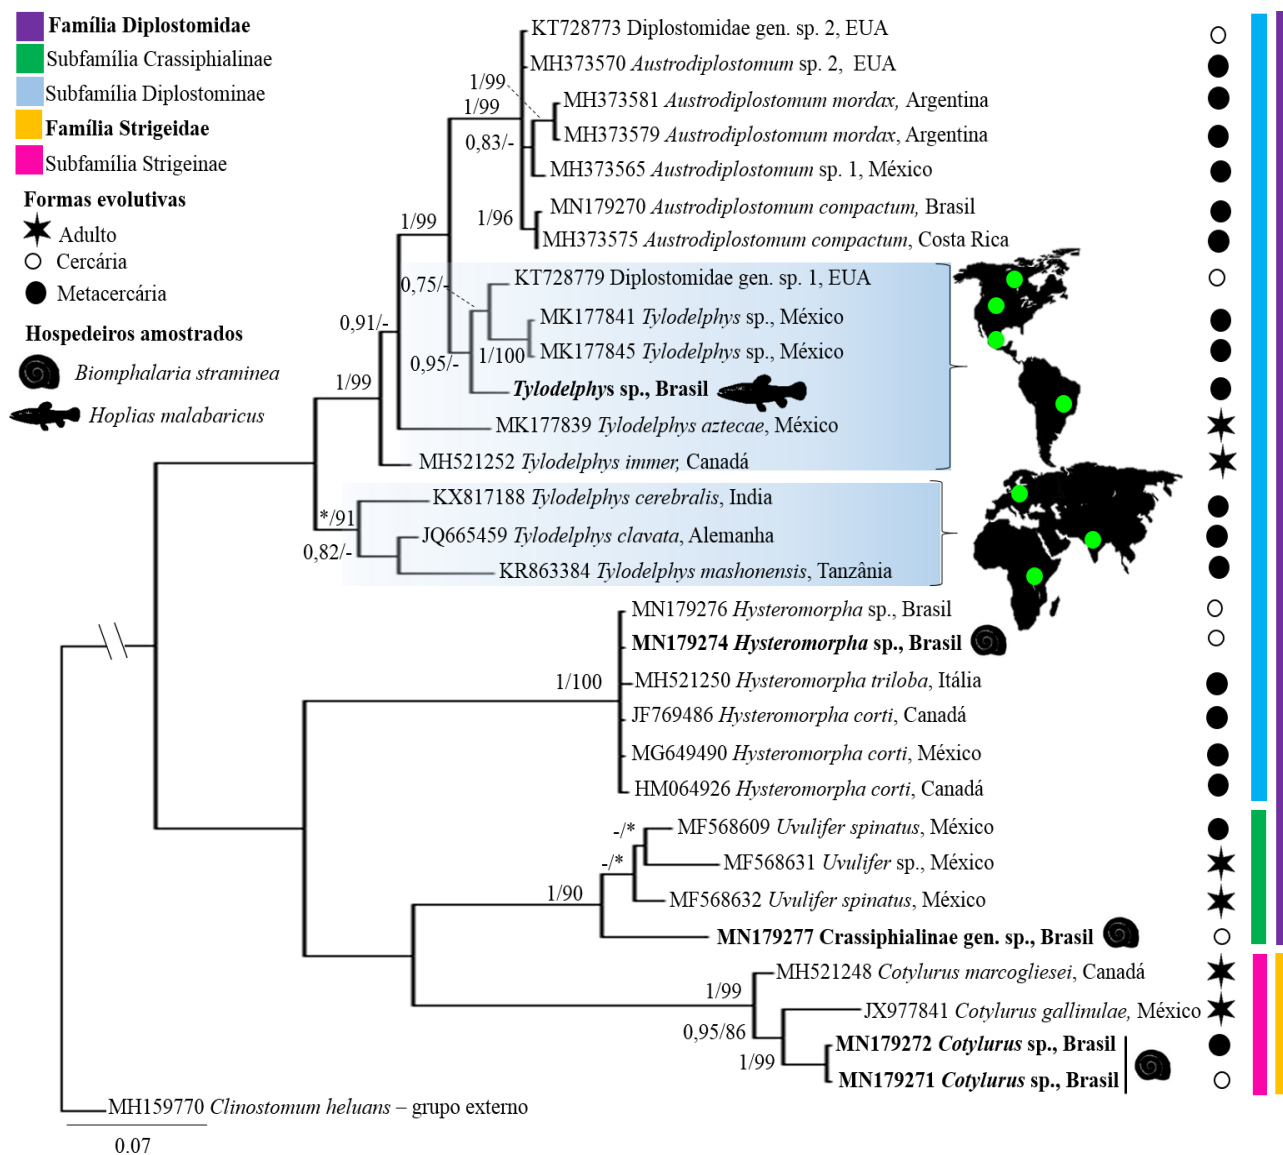 Família Diplostomidae
Subfamília Crassiphialinae
Subfamília Diplostominae
Família Strigeidae
Subfamília Strigeinae
Formas evolutivas
Adulto
Cercária
Metacercária
Hospedeiros amostrados
Biomphalaria straminea
Hoplias malabaricus
KT728773 Diplostomidae gen. sp. 2, EUA
MH373570 Austrodiplostomum sp. 2, EUA
1/99
MH373581 Austrodiplostomum mordax, Argentina
1/99
MH373579 Austrodiplostomum mordax, Argentina
0,83/-
MH373565 Austrodiplostomum sp. 1, México
MN179270 Austrodiplostomum compactum, Brasil
1/96
1/99
MH373575 Austrodiplostomum compactum, Costa Rica
KT728779 Diplostomidae gen. sp. 1, EUA
0,75/-
MK177841 Tylodelphys sp., México
0,91/-
MK177845 Tylodelphys sp., México
1/100
0,95/-
Tylodelphys sp., Brasil
1/99
MK177839 Tylodelphys aztecae, México
MH521252 Tylodelphys immer, Canadá
KX817188 Tylodelphys cerebralis, India
*/91
JQ665459 Tylodelphys clavata, Alemanha
0,82/-
KR863384 Tylodelphys mashonensis, Tanzânia
MN179276 Hysteromorpha sp., Brasil
MN179274 Hysteromorpha sp., Brasil
1/100
MH521250 Hysteromorpha triloba, Itália
JF769486 Hysteromorpha corti, Canadá
MG649490 Hysteromorpha corti, México
HM064926 Hysteromorpha corti, Canadá
MF568609 Uvulifer spinatus, México
-/*
-/*
MF568631 Uvulifer sp., México
1/90
MF568632 Uvulifer spinatus, México
MN179277 Crassiphialinae gen. sp., Brasil
MH521248 Cotylurus marcogliesei, Canadá
1/99
JX977841 Cotylurus gallinulae, México
0,95/86
MN179272 Cotylurus sp., Brasil
1/99
MN179271 Cotylurus sp., Brasil
MH159770 Clinostomum heluans – grupo externo
0.07